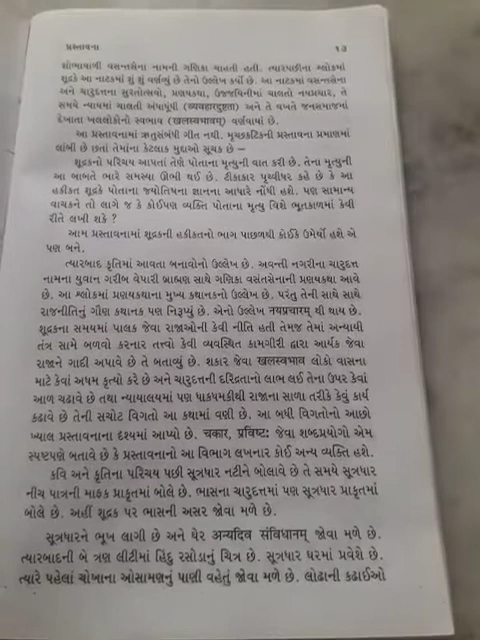 પ્રસ્તાવના ૧૩
શોભાવાળી વસન્તસેના નામની ગણિકા ચાહતી હતી. ત્યારપછીના શ્લોકમાં
શૂદ્રકે આ નાટકમાં શું શું વર્ણવ્યું છે તેનો ઉલ્લેખ કર્યો છે. આ નાટકમાં વસન્તસેના
અને ચારુદત્તના સુરતોત્સવો, પ્રણયકથા, ઉજ્જયિનીમાં ચાલતો નયપ્રચાર, તે
સમયે ન્યાયમાં ચાલતી અંધાધૂંધી (વ્યવહારદુષ્ટતા) અને તે વખતે જનસમાજમાં
દેખાતા ખલલોકોનો સ્વભાવ (ખલસ્વભાવમ્) વર્ણવાયાં છે.
આ પ્રસ્તાવનામાં ઋતુસંબંધી ગીત નથી. મૃચ્છકટિકની પ્રસ્તાવના પ્રમાણમાં
લાંબી છે છતાં તેમાંના કેટલાક મુદ્દાઓ સૂચક છે –
શૂદ્રકનો પરિચય આપતાં તેણે પોતાના મૃત્યુની વાત કરી છે. તેના મૃત્યુની
આ બાબતે ભારે સમસ્યા ઊભી થઈ છે. ટીકાકાર પૃથ્વીધર કહે છે કે આ
હકીકત શૂદ્રકે પોતાના જ્યોતિષના જ્ઞાનના આધારે નોંધી હશે. પણ સામાન્ય
વાચકને તો લાગે જ કે કોઈપણ વ્યક્તિ પોતાના મૃત્યુ વિશે ભૂતકાળમાં કેવી
રીતે લખી શકે ?
આમ પ્રસ્તાવનામાં શૂદ્રકની હકીકતનો ભાગ પાછળથી કોઈકે ઉમેર્યો હશે એ
પણ બને.
ત્યારબાદ કૃતિમાં આવતા બનાવોનો ઉલ્લેખ છે. અવન્તી નગરીના ચારુદત્ત
નામના યુવાન ગરીબ વેપારી બ્રાહ્મણ સાથે ગણિકા વસંતસેનાની પ્રણયકથા આવે
છે. આ શ્લોકમાં પ્રણયકથાના મુખ્ય કથાનકનો ઉલ્લેખ છે. પરંતુ તેની સાથે સાથે
રાજનીતિનું ગૌણ કથાનક પણ નિરૂપ્યું છે. એનો ઉલ્લેખ નયપ્રચારમ્ થી થાય છે.
શૂદ્રકના સમયમાં પાલક જેવા રાજાઓની કેવી નીતિ હતી તેમજ તેમાં અન્યાયી
તંત્ર સામે બળવો કરનાર તત્ત્વો કેવી વ્યવસ્થિત કામગીરી દ્વારા આર્યક જેવા
રાજાને ગાદી અપાવે છે તે બતાવ્યું છે. શકાર જેવા ખલસ્વભાવ લોકો વાસના
માટે કેવાં અધમ કૃત્યો કરે છે અને ચારુદત્તની દરિદ્રતાનો લાભ લઈ તેના ઉપર કેવાં
આળ ચઢાવે છે તથા ન્યાયાલયમાં પણ ધાકધમકીથી રાજાના સાળા તરીકે કેવું કાર્ય
કઢાવે છે તેની સચોટ વિગતો આ કથામાં વણી છે. આ બધી વિગતોનો આછો
ખ્યાલ પ્રસ્તાવનાના દશ્યમાં આપ્યો છે. चकार, प्रविष्टः જેવા શબ્દપ્રયોગો એમ
સ્પષ્ટપણે બતાવે છે કે પ્રસ્તાવનાનો આ વિભાગ લખનાર કોઈ અન્ય વ્યક્તિ હશે.
કવિ અને કૃતિના પરિચય પછી સૂત્રધાર નટીને બોલાવે છે તે સમયે સૂત્રધાર
નીચ પાત્રની માફક પ્રાકૃતમાં બોલે છે. ભાસના ચારુદત્તમાં પણ સૂત્રધાર પ્રાકૃતમાં
બોલે છે. અહીં શૂદ્રક પર ભાસની અસર જોવા મળે છે.
સૂત્રધારને ભૂખ લાગી છે અને ઘેર अन्यदिव संविधानम् જોવા મળે છે.
ત્યારબાદની બે ત્રણ લીટીમાં હિંદુ રસોડાનું ચિત્ર છે. સૂત્રધાર ઘરમાં પ્રવેશે છે.
ત્યારે પહેલાં ચોખાના ઓસામણનું પાણી વહેતું જોવા મળે છે. લોઢાની કઢાઈઓ